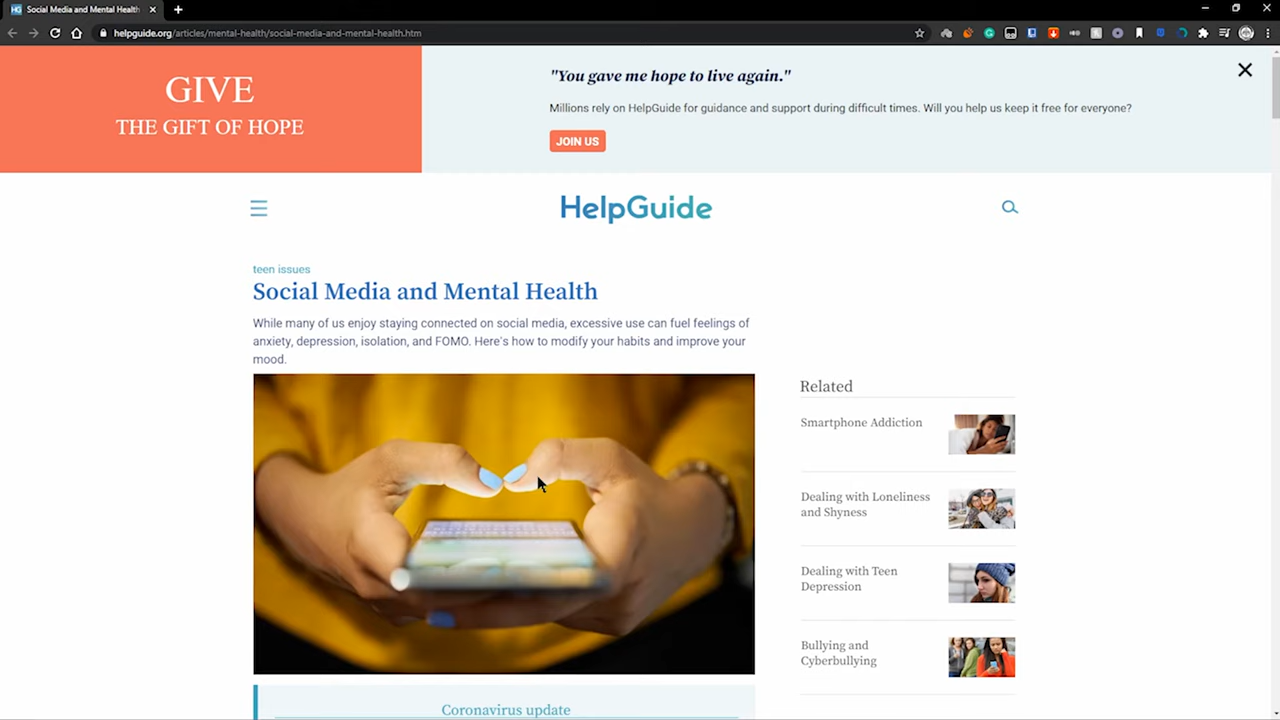 Social Media and Mental Health
helpguide.org/articles/mental-health/social-media-and-mental-health.htm
GIVE
THE GIFT OF HOPE
"You gave me hope to live again."
Millions rely on HelpGuide for guidance and support during difficult times. Will you help us keep it free for everyone?
JOIN US
HelpGuide
teen issues
Social Media and Mental Health
While many of us enjoy staying connected on social media, excessive use can fuel feelings of
anxiety, depression, isolation, and FOMO. Here's how to modify your habits and improve your
mood.
Related
Smartphone Addiction
Dealing with Loneliness
and Shyness
Dealing with Teen
Depression
Bullying and
Cyberbullying
Coronavirus update